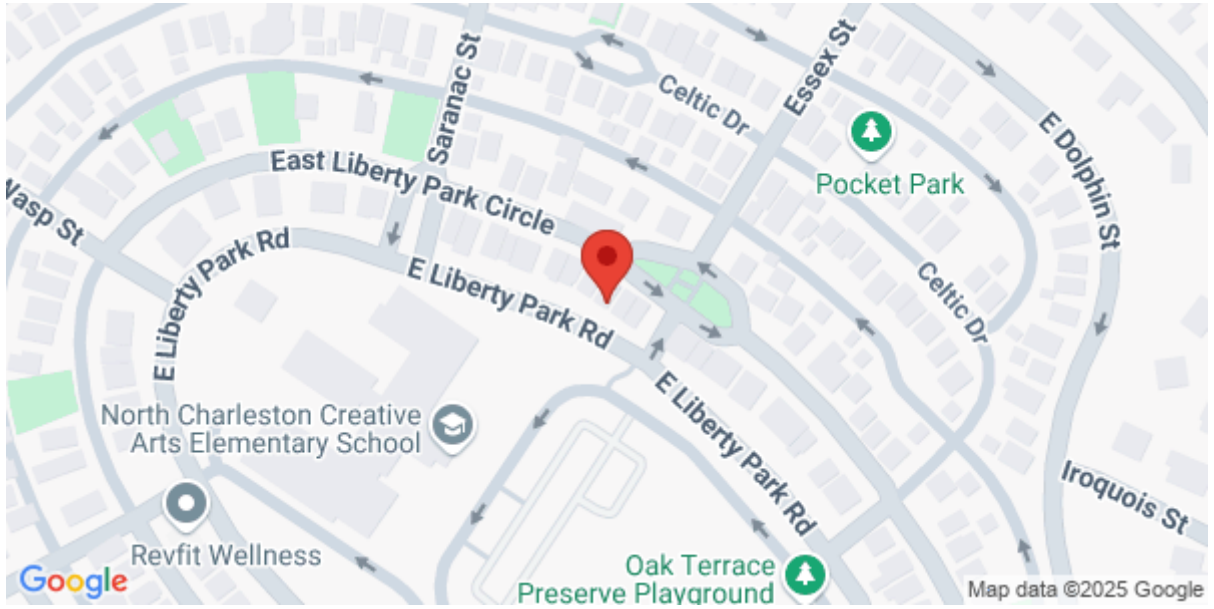 Saranac St
Essex St
Celtic Dr
E Dolphin St
Pocket Park
East Liberty Park Circle
E Liberty Park Rd
E Liberty Park Rd
Celtic Dr
E Liberty Park Rd
North Charleston Creative
Arts Elementary School
Iroquois St
Revfit Wellness
Oak Terrace
Preserve Playground
Google
Map data ©2025 Google